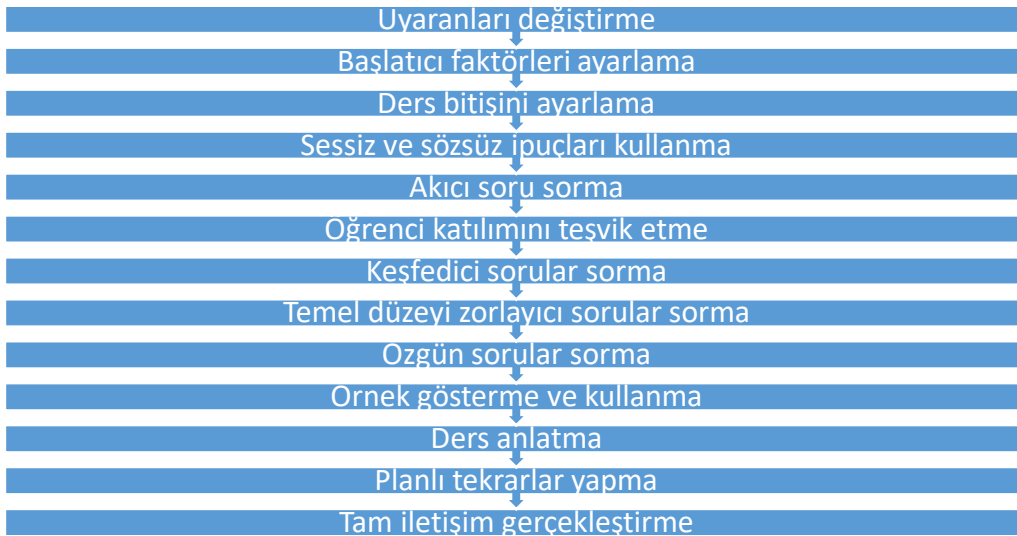 Uyaranları değiştirme
Başlatıcı faktörleri ayarlama
Ders bitişini ayarlama
Sessiz ve sözsüz ipuçları kullanma
Akıcı soru sorma
Öğrenci katılımını teşvik etme
Keşfedici sorular sorma
Temel düzeyi zorlayıcı sorular sorma
Özgün sorular sorma
Örnek gösterme ve kullanma
Ders anlatma
Planlı tekrarlar yapma
Tam iletişim gerçekleştirme